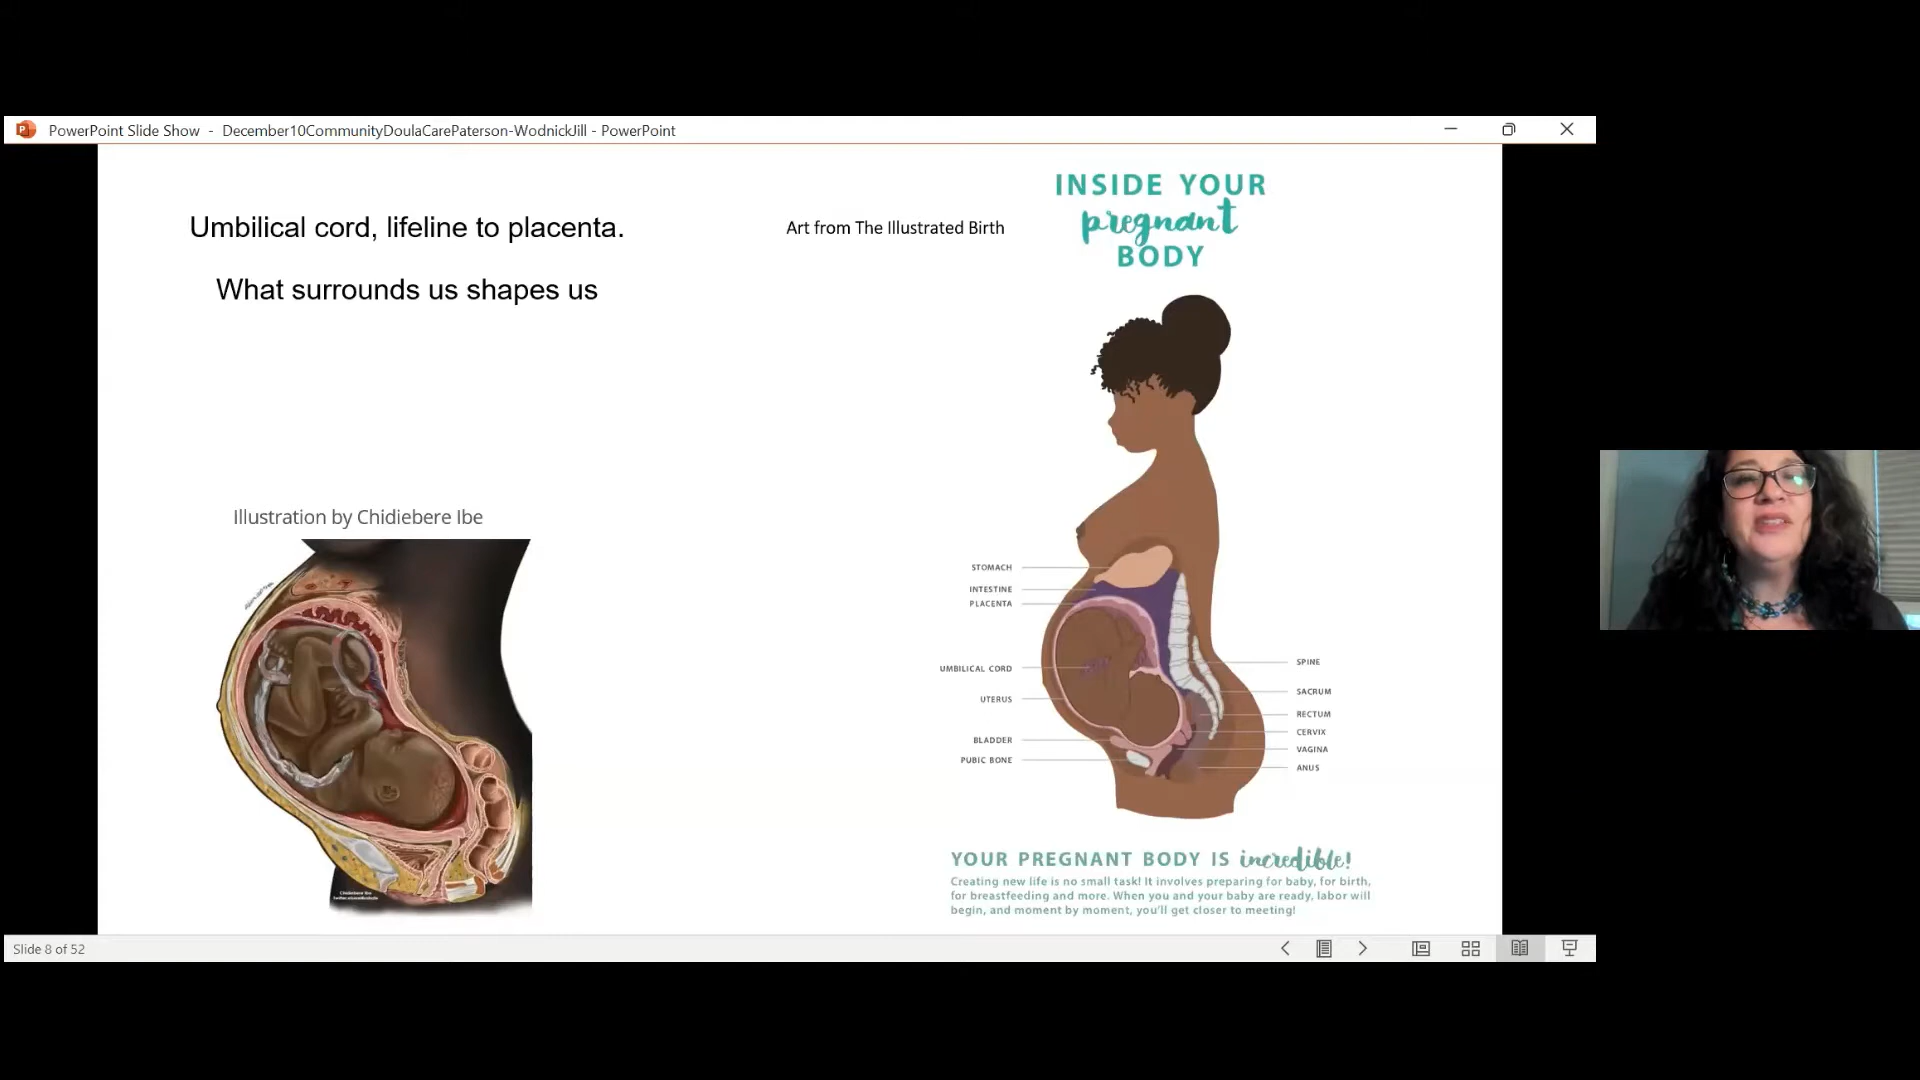 PowerPoint Slide Show - December10CommunityDoulaCarePaterson-WodnickJill - PowerPoint
Umbilical cord, lifeline to placenta.
What surrounds us shapes us
Illustration by Chidiebere Ibe
Chidiebere Ibe
Art from The Illustrated Birth
INSIDE YOUR
pregnant
BODY
STOMACH
INTESTINE
PLACENTA
UMBILICAL CORD
UTERUS
BLADDER
PUBIC BONE
SPINE
SACRUM
RECTUM
CERVIX
VAGINA
ANUS
YOUR PREGNANT BODY IS incredible!
Creating new life is no small task! It involves preparing for baby, for birth,
for breastfeeding and more. When you and your baby are ready, labor will
begin, and moment by moment, you'll get closer to meeting!
Slide 8 of 52